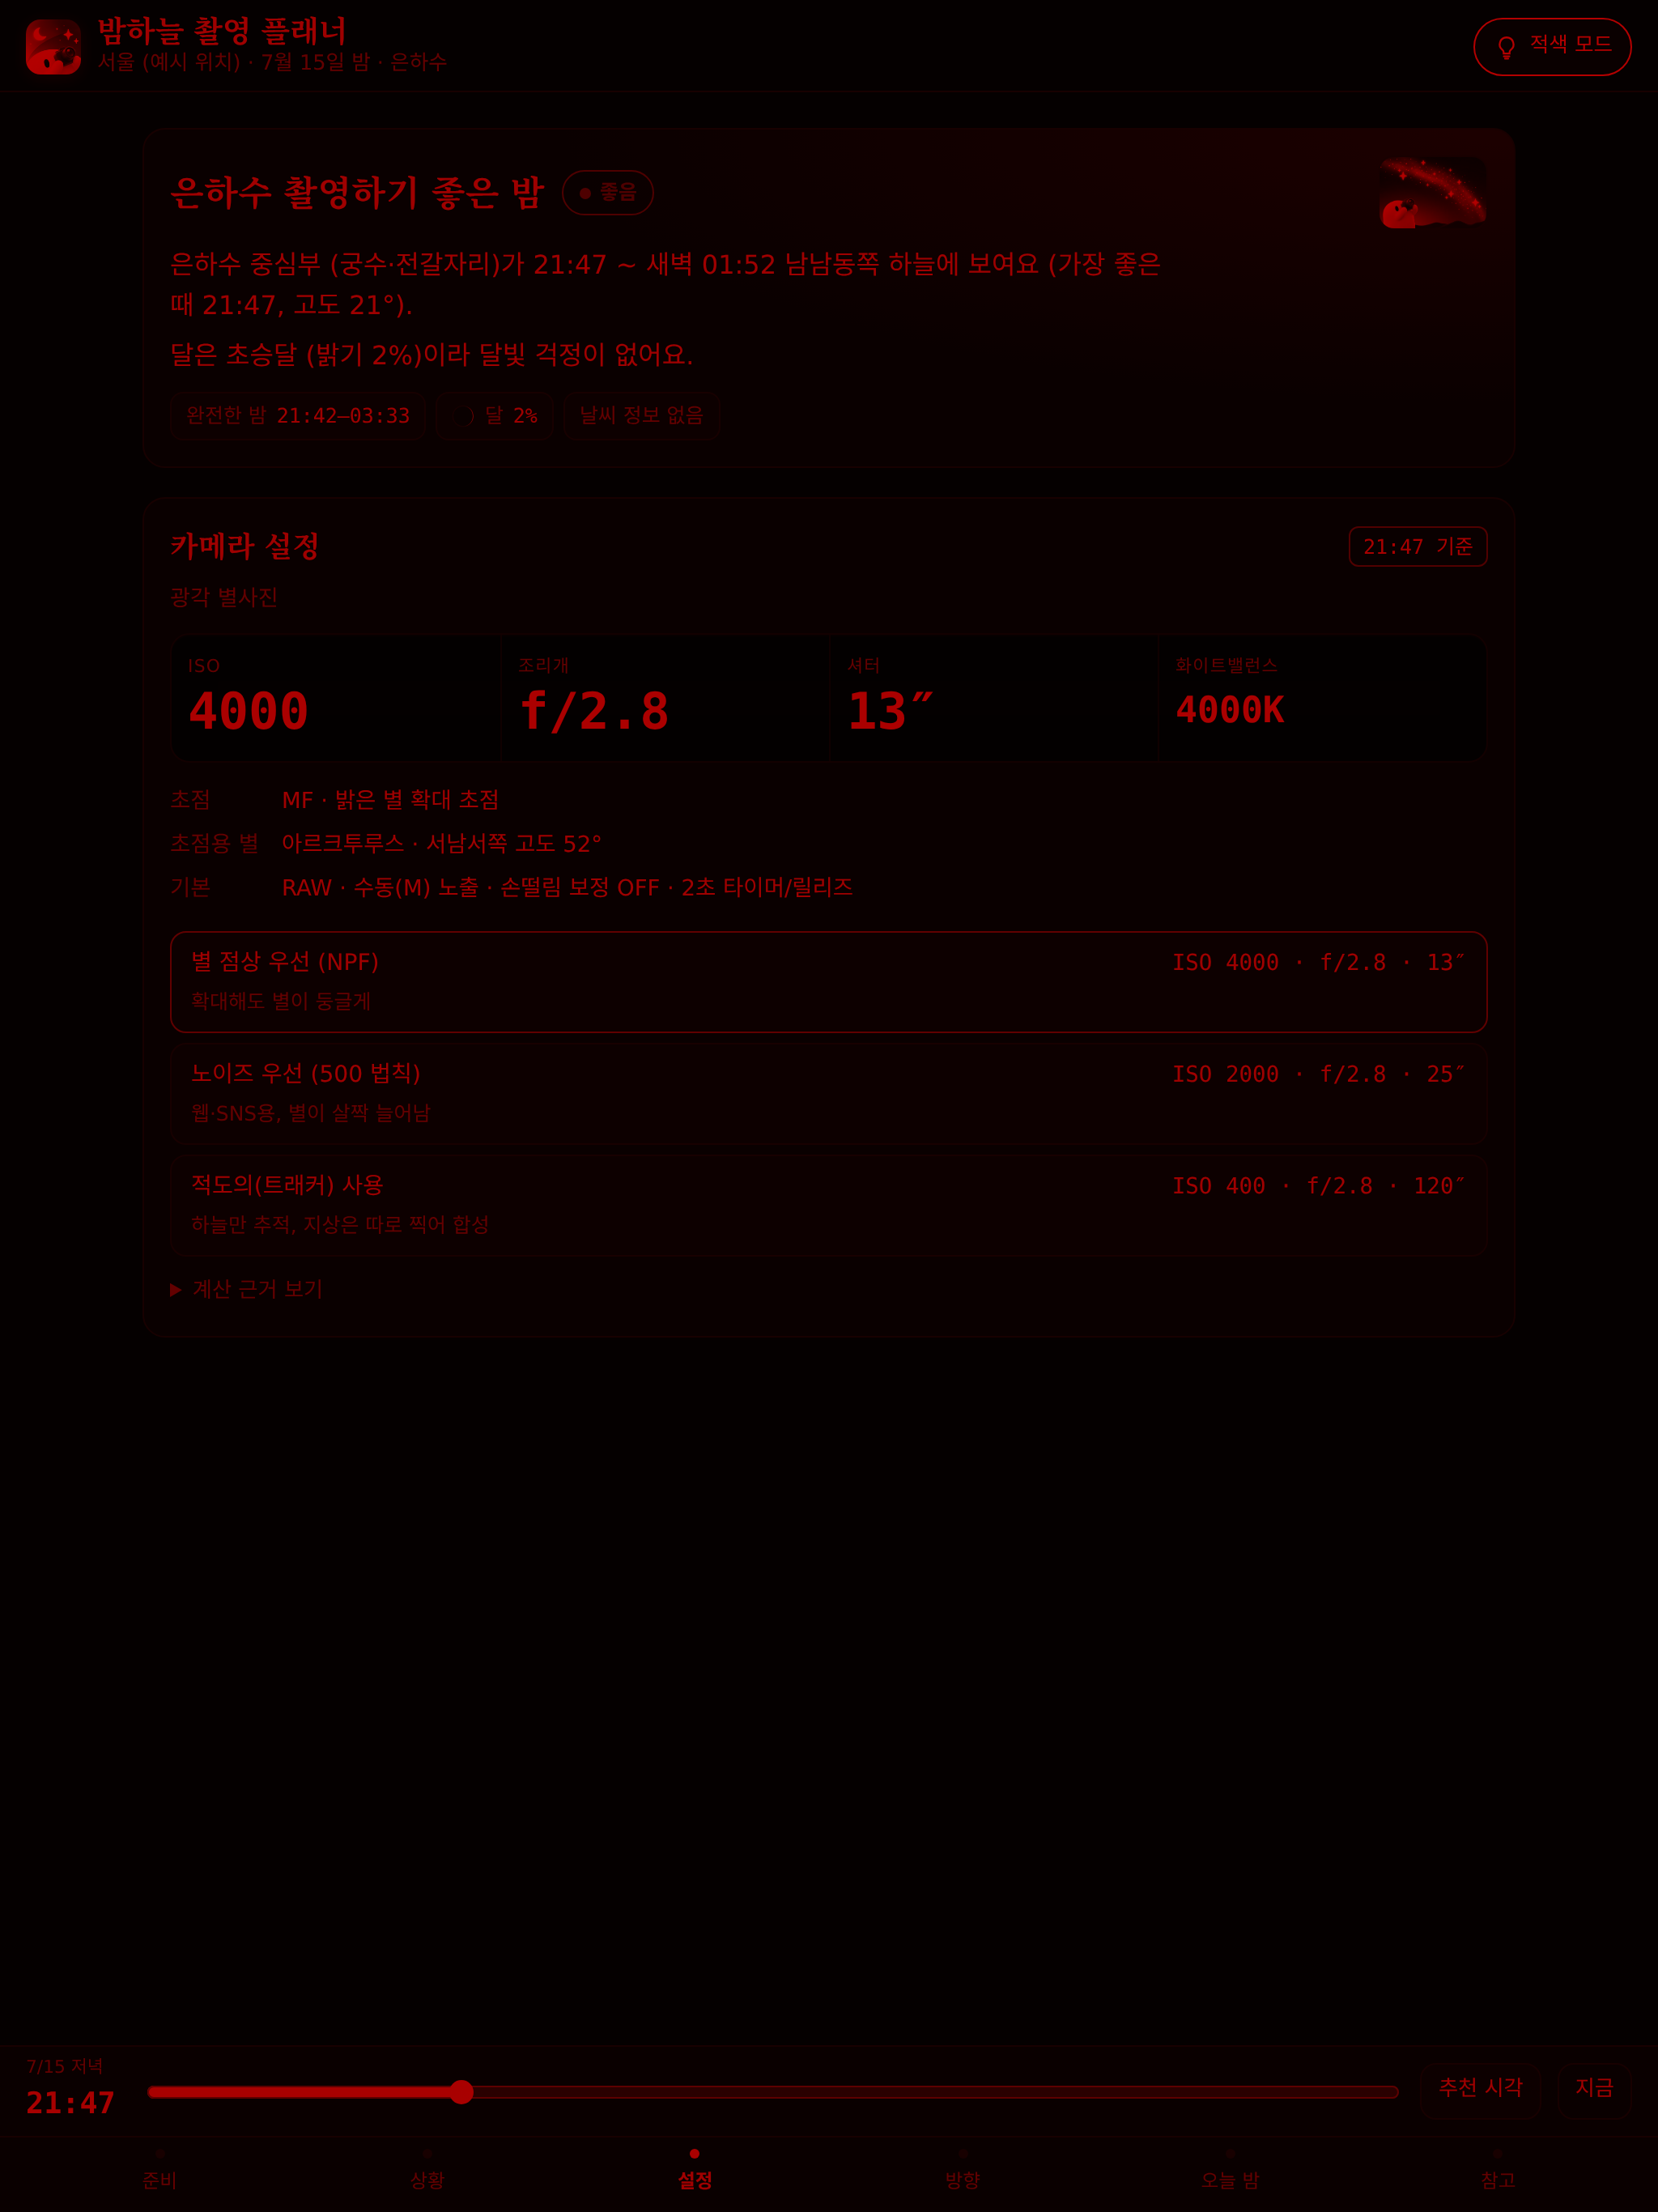 밤하늘 촬영 플래너
서울 (예시 위치) · 7월 15일 밤 · 은하수
적색 모드
은하수 촬영하기 좋은 밤
좋음
은하수 중심부 (궁수·전갈자리)가 21:47 ~ 새벽 01:52 남남동쪽 하늘에 보여요 (가장 좋은
때 21:47, 고도 21°).
달은 초승달 (밝기 2%)이라 달빛 걱정이 없어요.
완전한 밤 21:42–03:33
달 2%
날씨 정보 없음
카메라 설정
21:47 기준
광각 별사진
ISO
4000
조리개
f/2.8
셔터
13″
화이트밸런스
4000K
초점 MF · 밝은 별 확대 초점
초점용 별 아르크투루스 · 서남서쪽 고도 52°
기본 RAW · 수동(M) 노출 · 손떨림 보정 OFF · 2초 타이머/릴리즈
별 점상 우선 (NPF) ISO 4000 · f/2.8 · 13″
확대해도 별이 둥글게
노이즈 우선 (500 법칙) ISO 2000 · f/2.8 · 25″
웹·SNS용, 별이 살짝 늘어남
적도의(트래커) 사용 ISO 400 · f/2.8 · 120″
하늘만 추적, 지상은 따로 찍어 합성
▶ 계산 근거 보기
7/15 저녁
21:47
추천 시각
지금
준비
상황
설정
방향
오늘 밤
참고